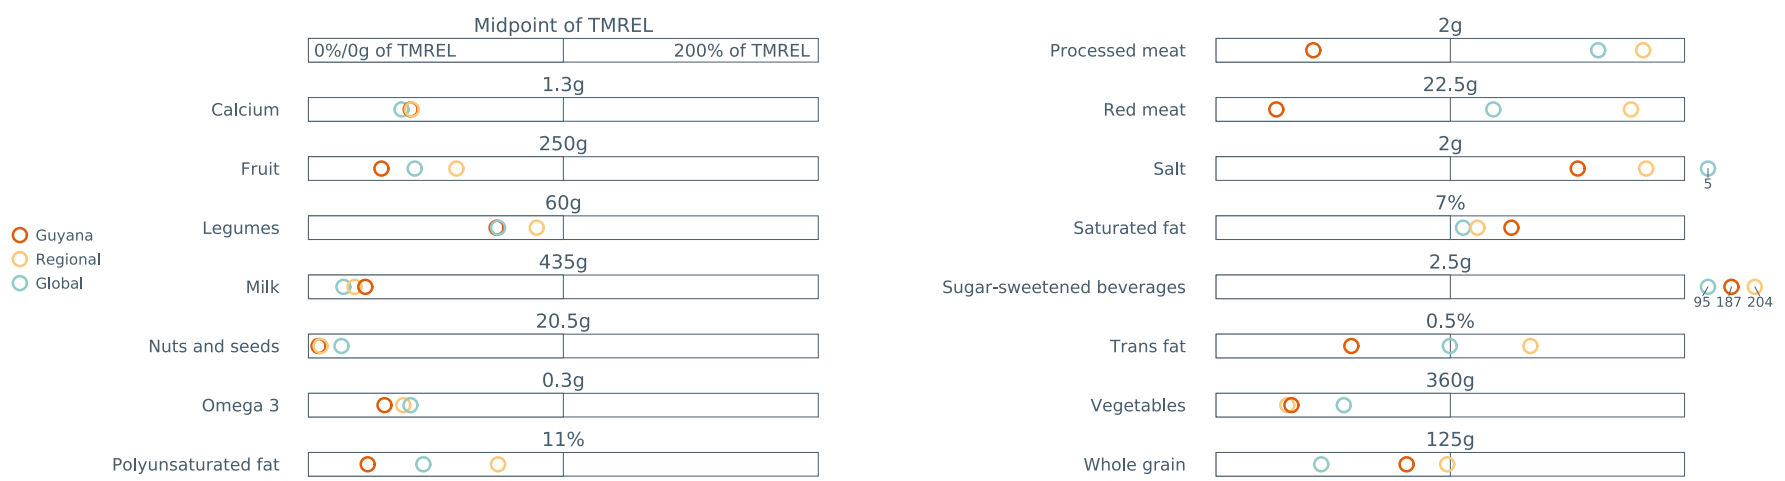 Midpoint of TMREL
0%/0g of TMREL 200% of TMREL
1.3g
Calcium
250g
Fruit
60g
Legumes
435g
Milk
20.5g
Nuts and seeds
0.3g
Omega 3
11%
Polyunsaturated fat
Guyana
Regional
Global
2g
Processed meat
22.5g
Red meat
2g
Salt
5
7%
Saturated fat
2.5g
Sugar-sweetened beverages
95 187 204
0.5%
Trans fat
360g
Vegetables
125g
Whole grain